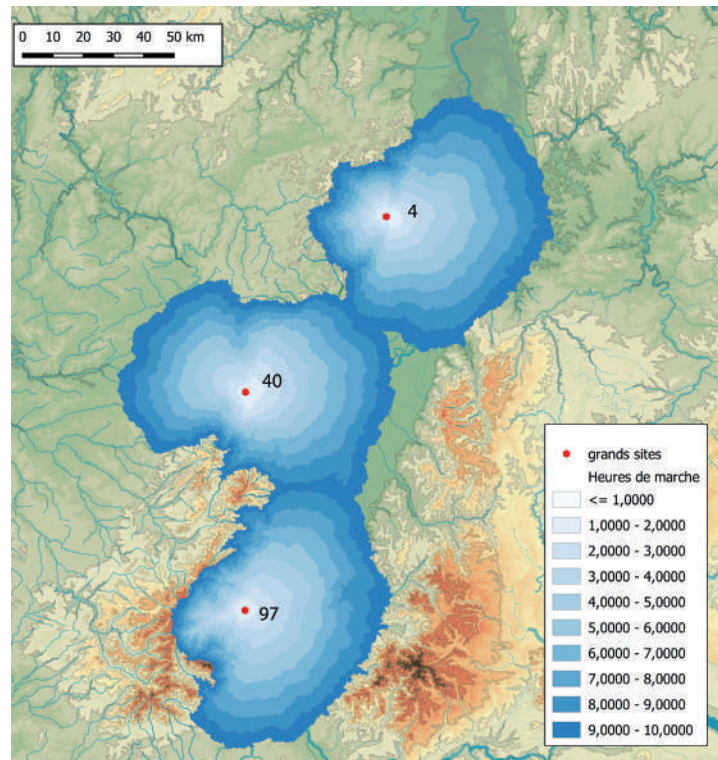 0 10 20 30 40 50 km
4
40
97
grands sites
Heures de marche
<= 1,0000
1,0000 - 2,0000
2,0000 - 3,0000
3,0000 - 4,0000
4,0000 - 5,0000
5,0000 - 6,0000
6,0000 - 7,0000
7,0000 - 8,0000
8,0000 - 9,0000
9,0000 - 10,0000